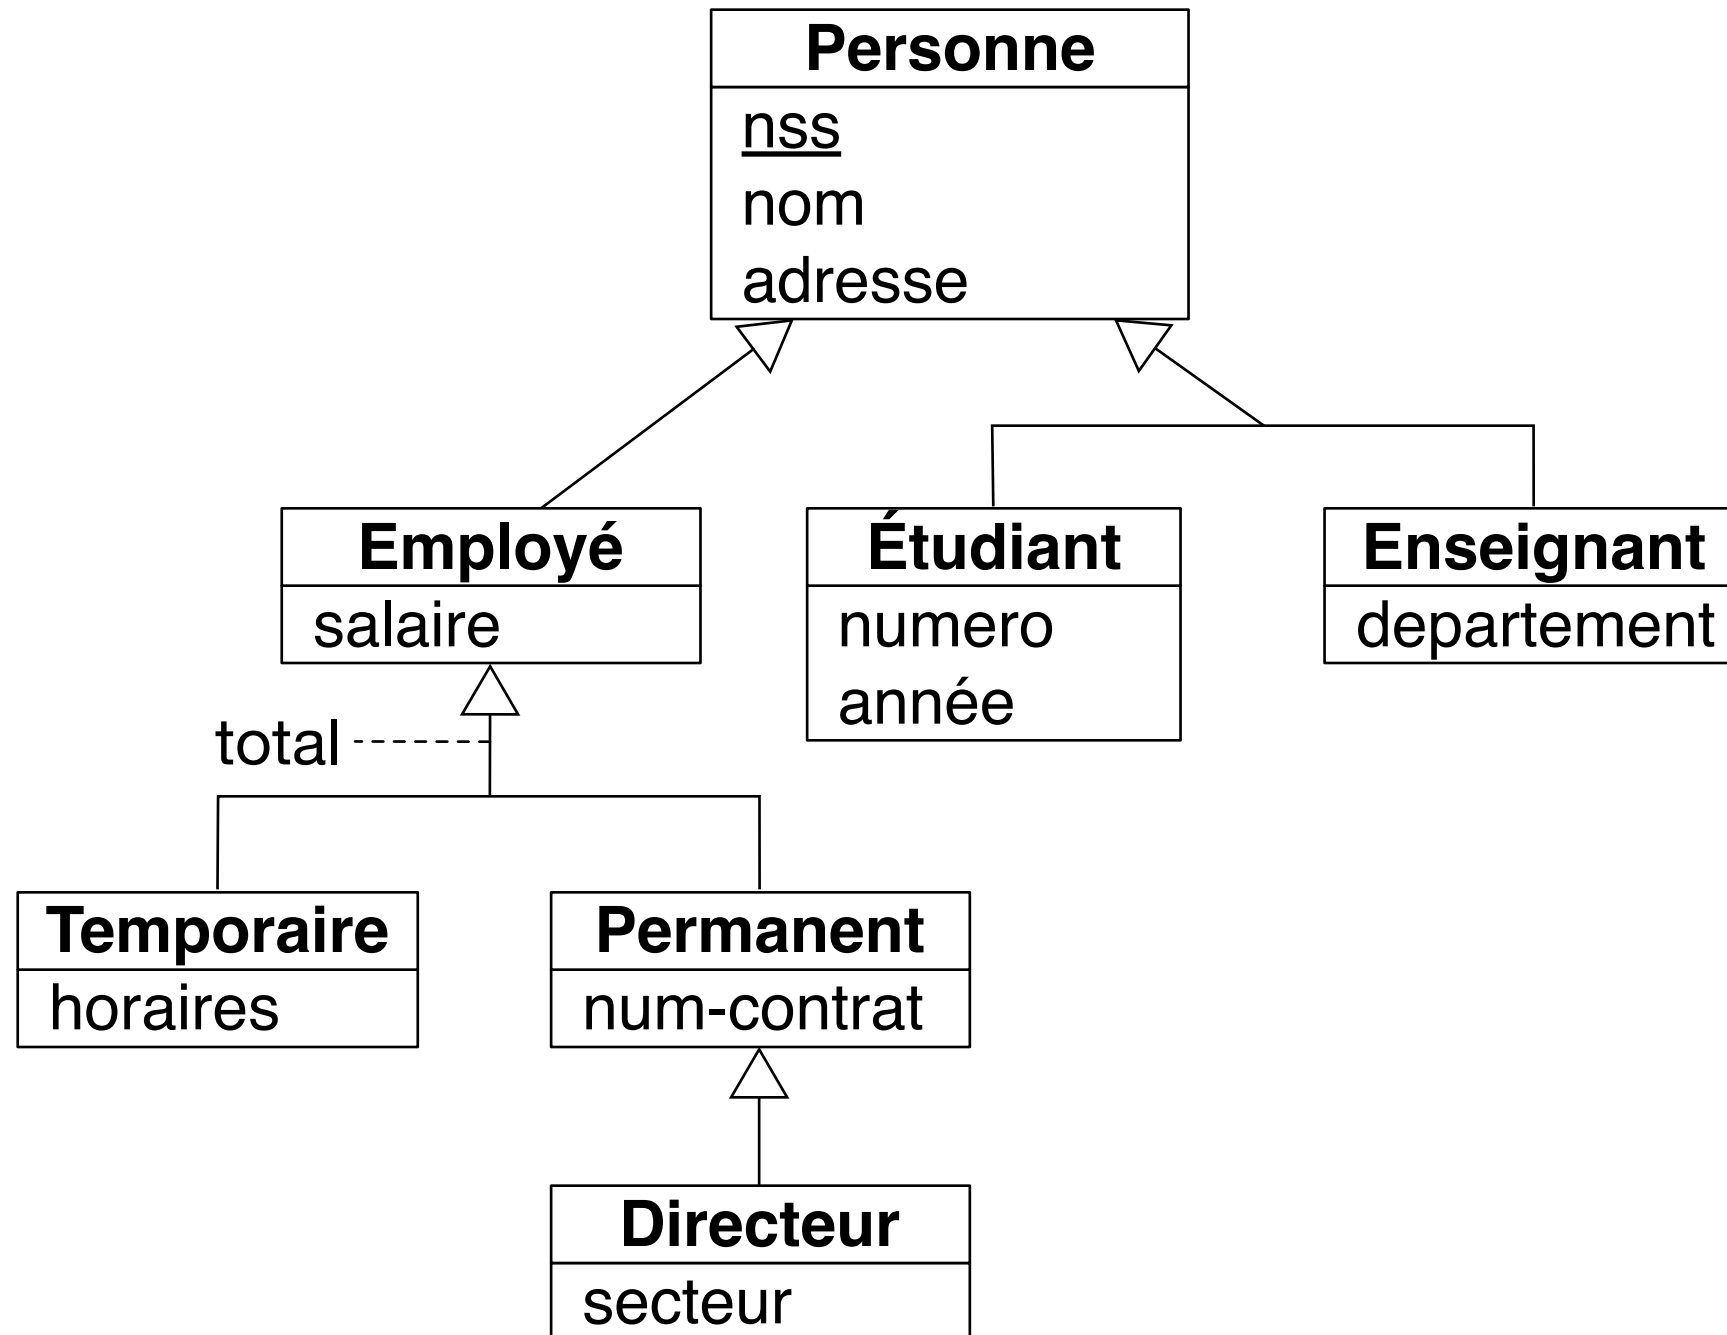 Personne
nss
nom
adresse
Employé
salaire
Étudiant
numero
année
Enseignant
departement
total
Temporaire
horaires
Permanent
num-contrat
Directeur
secteur